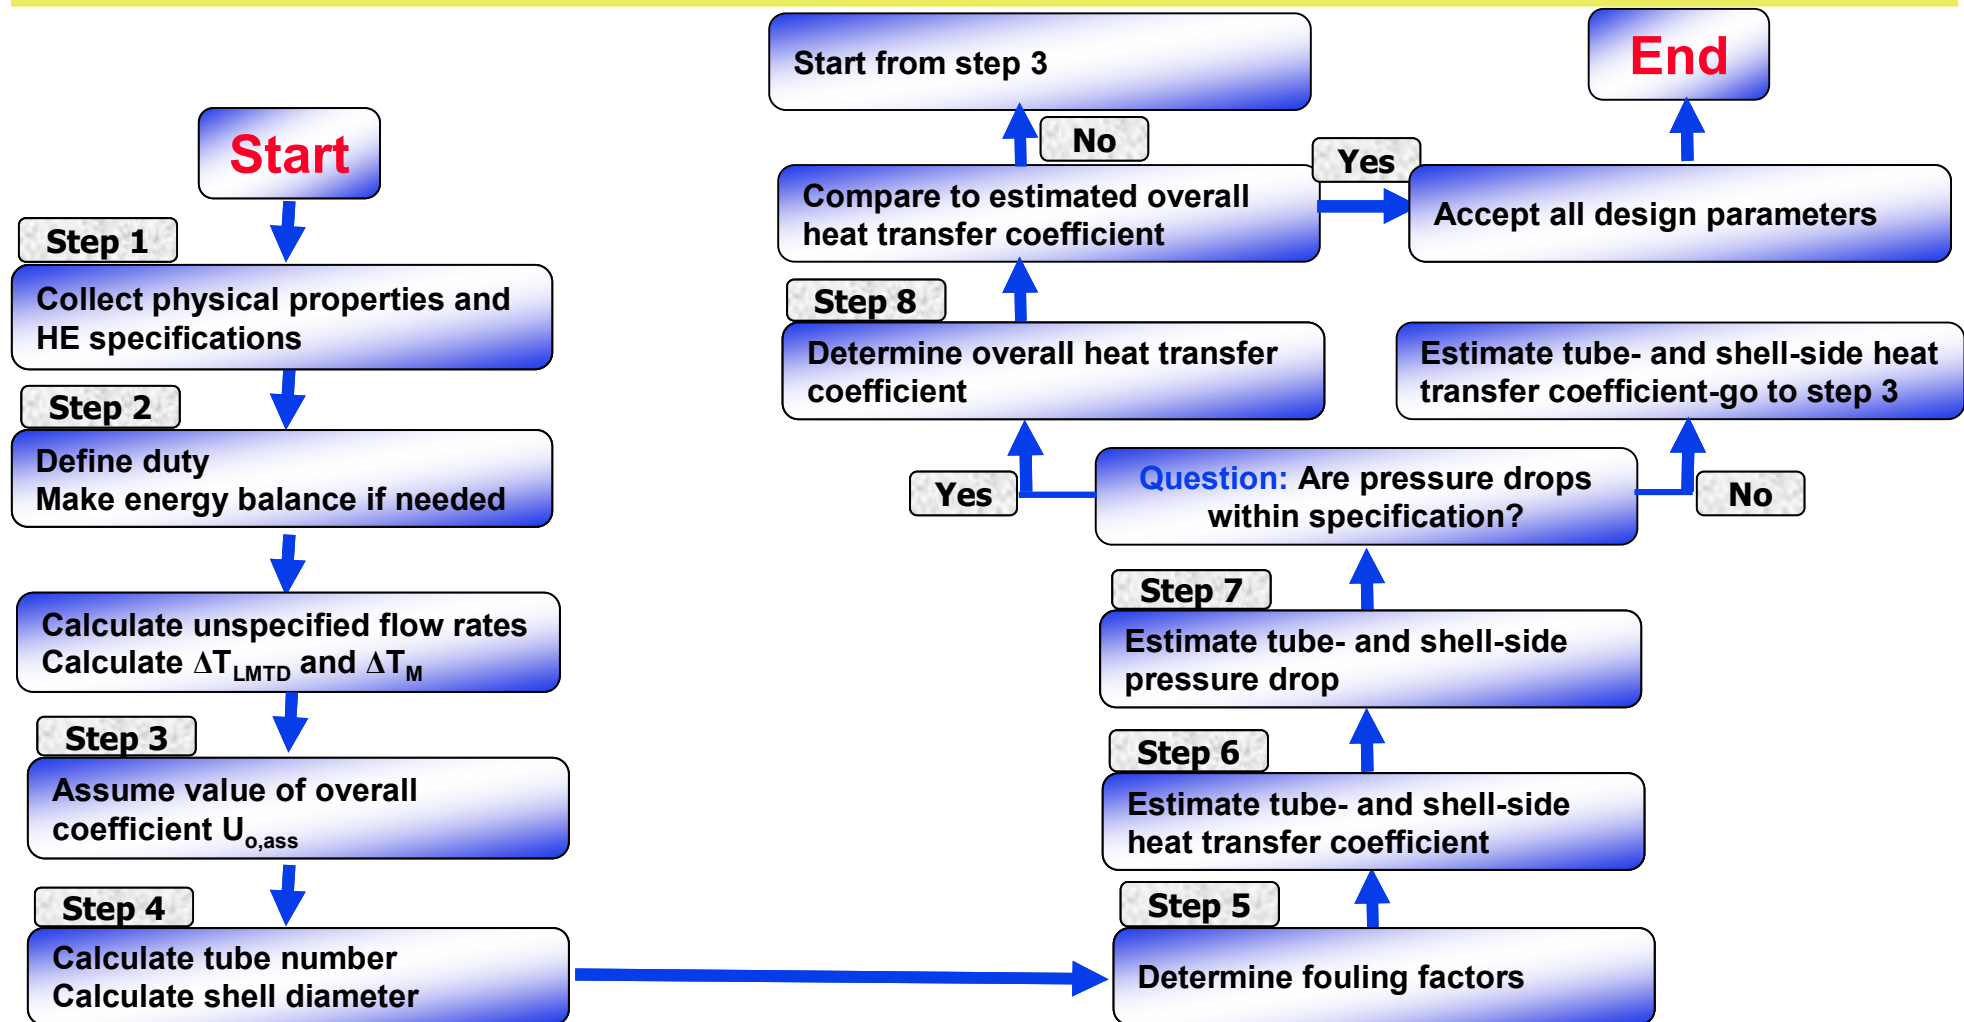 Start
Step 1
Collect physical properties and
HE specifications
Step 2
Define duty
Make energy balance if needed
Calculate unspecified flow rates
Calculate ΔT_LMTD and ΔT_M
Step 3
Assume value of overall
coefficient U_o,ass
Step 4
Calculate tube number
Calculate shell diameter
Step 5
Determine fouling factors
Step 6
Estimate tube- and shell-side
heat transfer coefficient
Step 7
Estimate tube- and shell-side
pressure drop
Question: Are pressure drops
within specification?
Yes
No
Step 8
Determine overall heat transfer
coefficient
Estimate tube- and shell-side heat
transfer coefficient-go to step 3
Compare to estimated overall
heat transfer coefficient
No
Start from step 3
Yes
Accept all design parameters
End